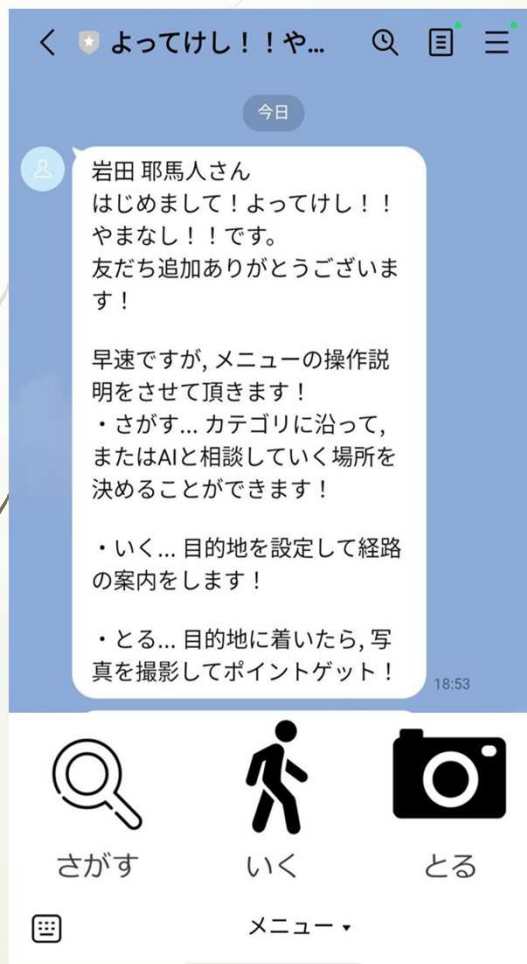 よってけし！！や...
今日
岩田 耶馬人さん
はじめまして！よってけし！！
やまなし！！です。
友だち追加ありがとうございま
す！
早速ですが, メニューの操作説
明をさせて頂きます！
・さがす... カテゴリに沿って,
またはAIと相談していく場所を
決めることができます！
・いく... 目的地を設定して経路
の案内をします！
・とる... 目的地に着いたら, 写
真を撮影してポイントゲット！
18:53
さがす
いく
とる
メニュー ▾